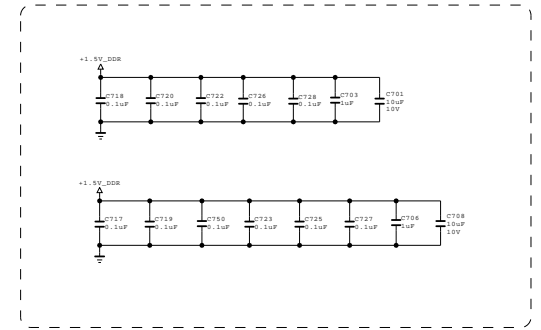 +1.5V_DDR
C718 C720 C722 C726 C728 C703 C701
0.1uF 0.1uF 0.1uF 0.1uF 0.1uF 1uF 10uF
10V
+1.5V_DDR
C717 C719 C750 C723 C725 C727 C706 C708
0.1uF 0.1uF 0.1uF 0.1uF 0.1uF 0.1uF 1uF 10uF
10V